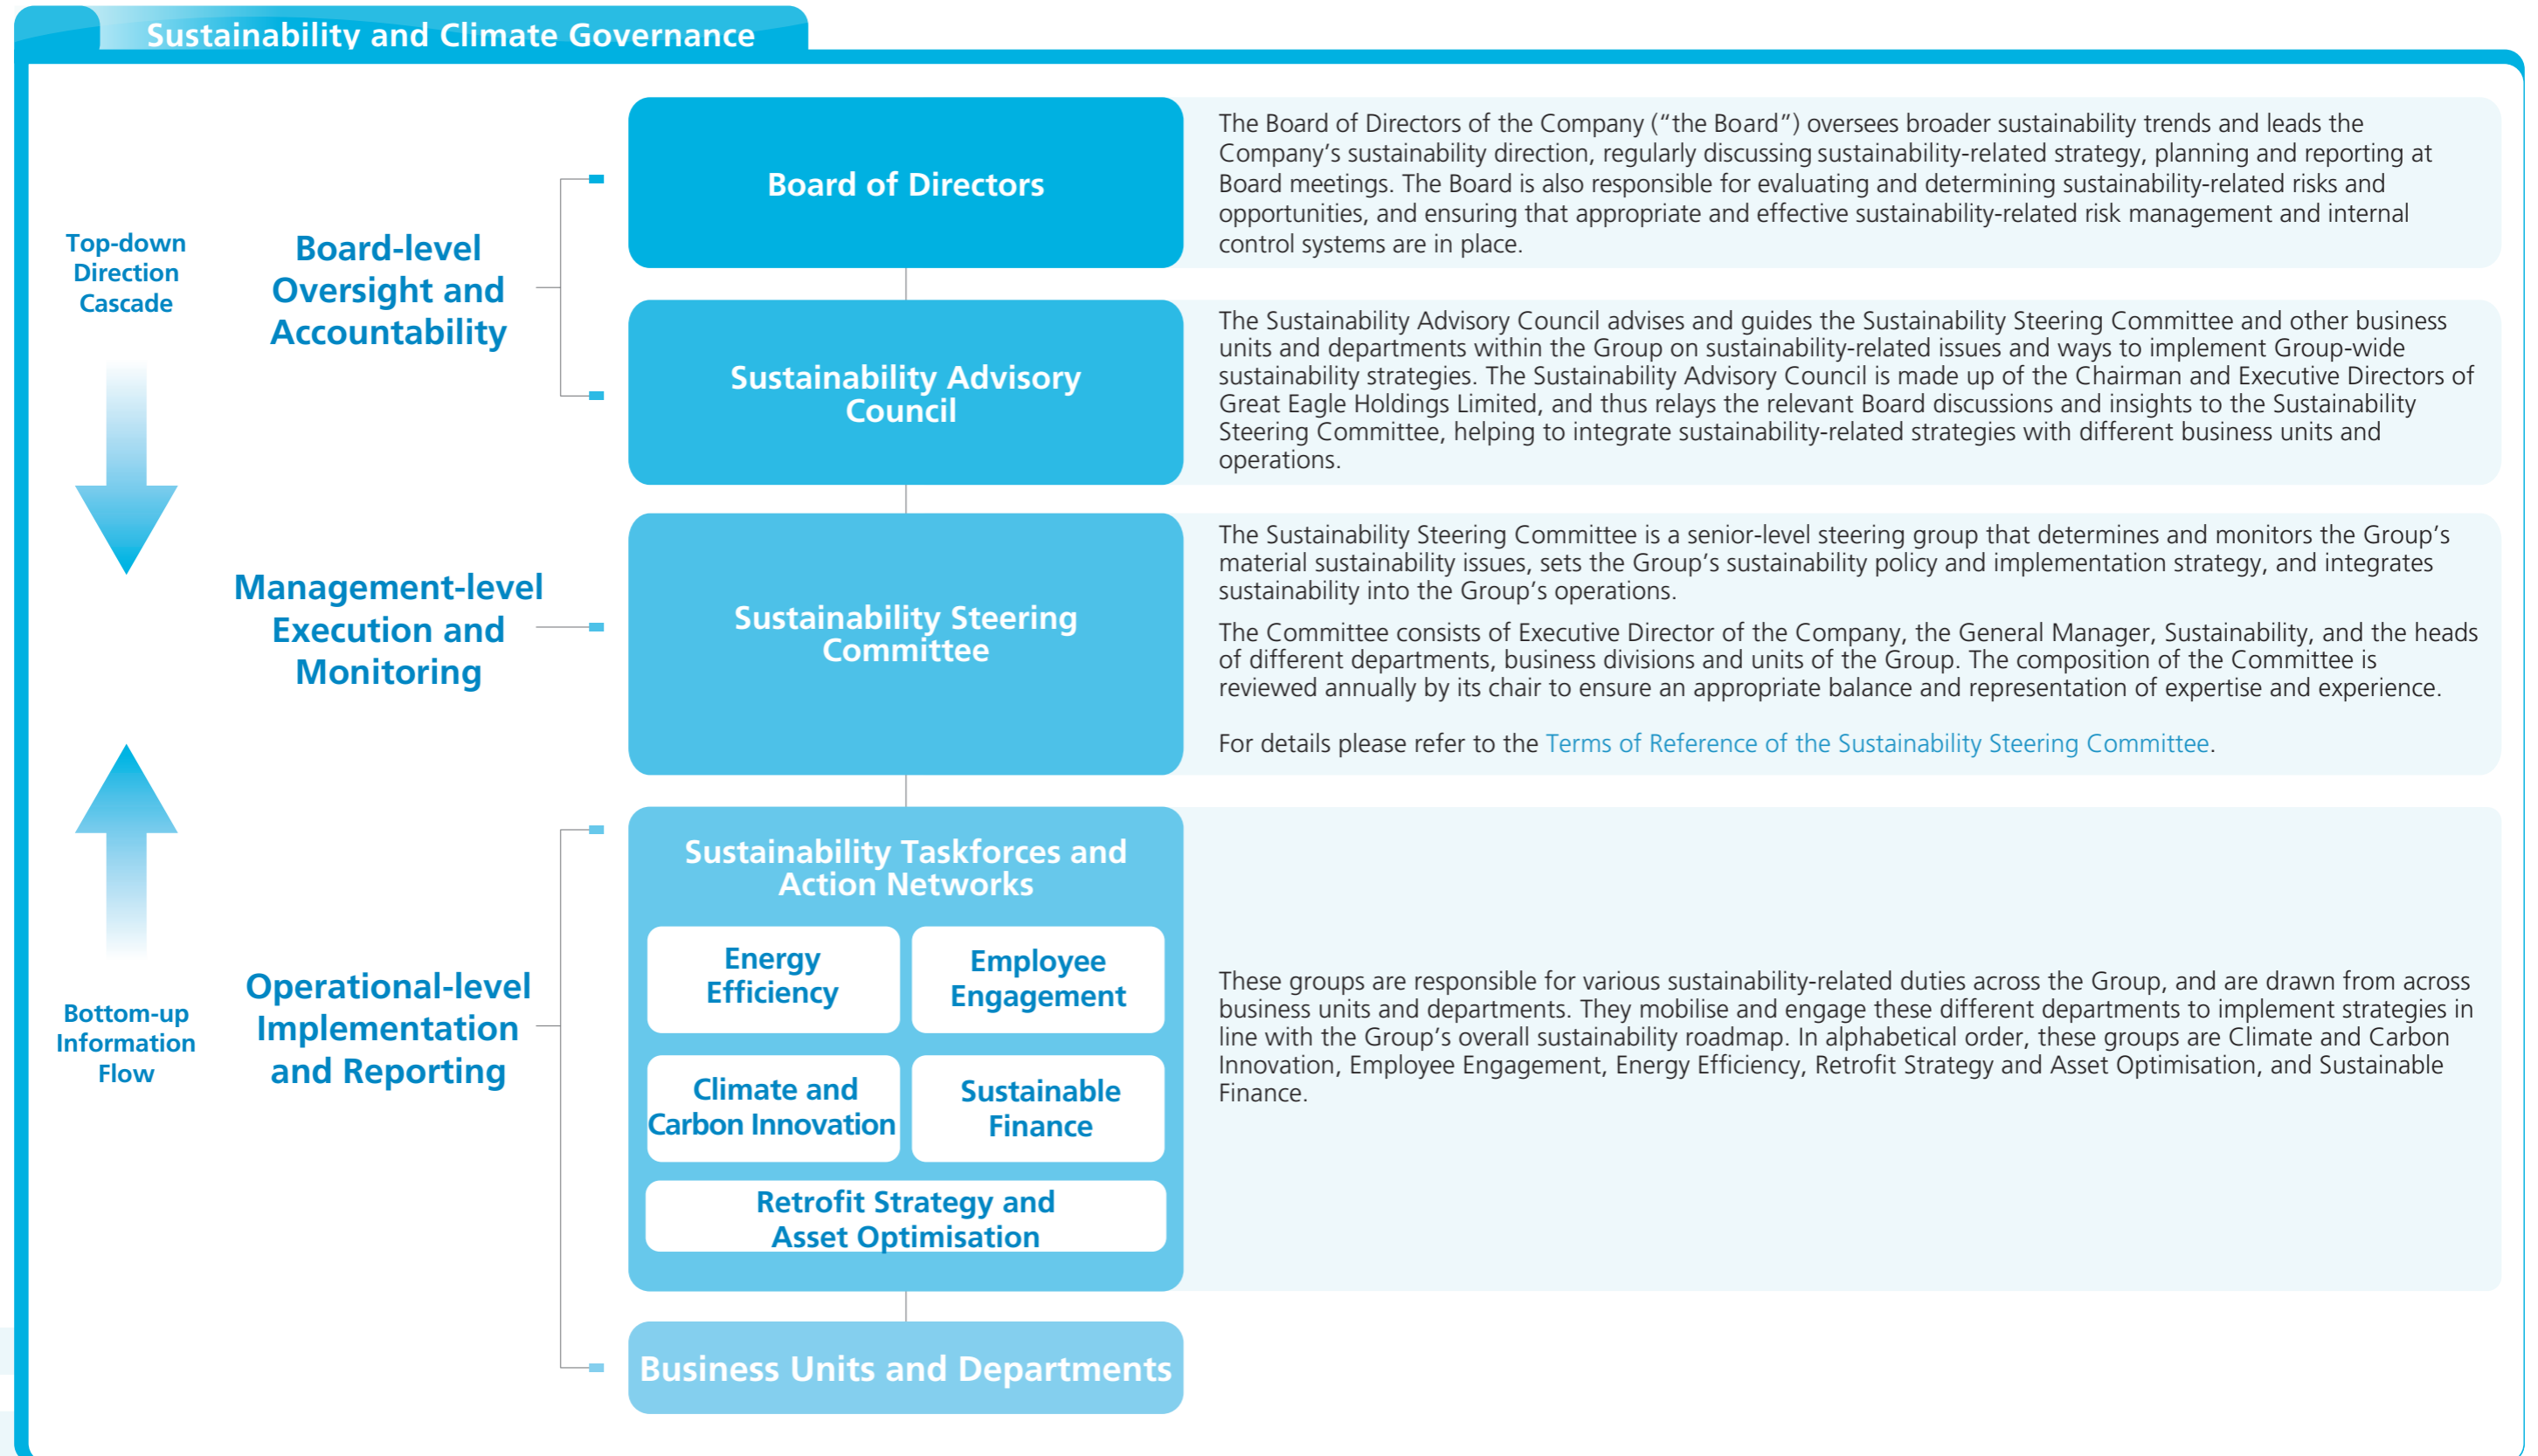 Sustainability and Climate Governance
Top-down
Direction
Cascade
Board-level
Oversight and
Accountability
Board of Directors
The Board of Directors of the Company (“the Board”) oversees broader sustainability trends and leads the
Company’s sustainability direction, regularly discussing sustainability-related strategy, planning and reporting at
Board meetings. The Board is also responsible for evaluating and determining sustainability-related risks and
opportunities, and ensuring that appropriate and effective sustainability-related risk management and internal
control systems are in place.
Sustainability Advisory
Council
The Sustainability Advisory Council advises and guides the Sustainability Steering Committee and other business
units and departments within the Group on sustainability-related issues and ways to implement Group-wide
sustainability strategies. The Sustainability Advisory Council is made up of the Chairman and Executive Directors of
Great Eagle Holdings Limited, and thus relays the relevant Board discussions and insights to the Sustainability
Steering Committee, helping to integrate sustainability-related strategies with different business units and
operations.
Management-level
Execution and
Monitoring
Sustainability Steering
Committee
The Sustainability Steering Committee is a senior-level steering group that determines and monitors the Group’s
material sustainability issues, sets the Group’s sustainability policy and implementation strategy, and integrates
sustainability into the Group’s operations.
The Committee consists of Executive Director of the Company, the General Manager, Sustainability, and the heads
of different departments, business divisions and units of the Group. The composition of the Committee is
reviewed annually by its chair to ensure an appropriate balance and representation of expertise and experience.
For details please refer to the Terms of Reference of the Sustainability Steering Committee.
Bottom-up
Information
Flow
Operational-level
Implementation
and Reporting
Sustainability Taskforces and
Action Networks
Energy
Efficiency
Employee
Engagement
Climate and
Carbon Innovation
Sustainable
Finance
Retrofit Strategy and
Asset Optimisation
These groups are responsible for various sustainability-related duties across the Group, and are drawn from across
business units and departments. They mobilise and engage these different departments to implement strategies in
line with the Group’s overall sustainability roadmap. In alphabetical order, these groups are Climate and Carbon
Innovation, Employee Engagement, Energy Efficiency, Retrofit Strategy and Asset Optimisation, and Sustainable
Finance.
Business Units and Departments